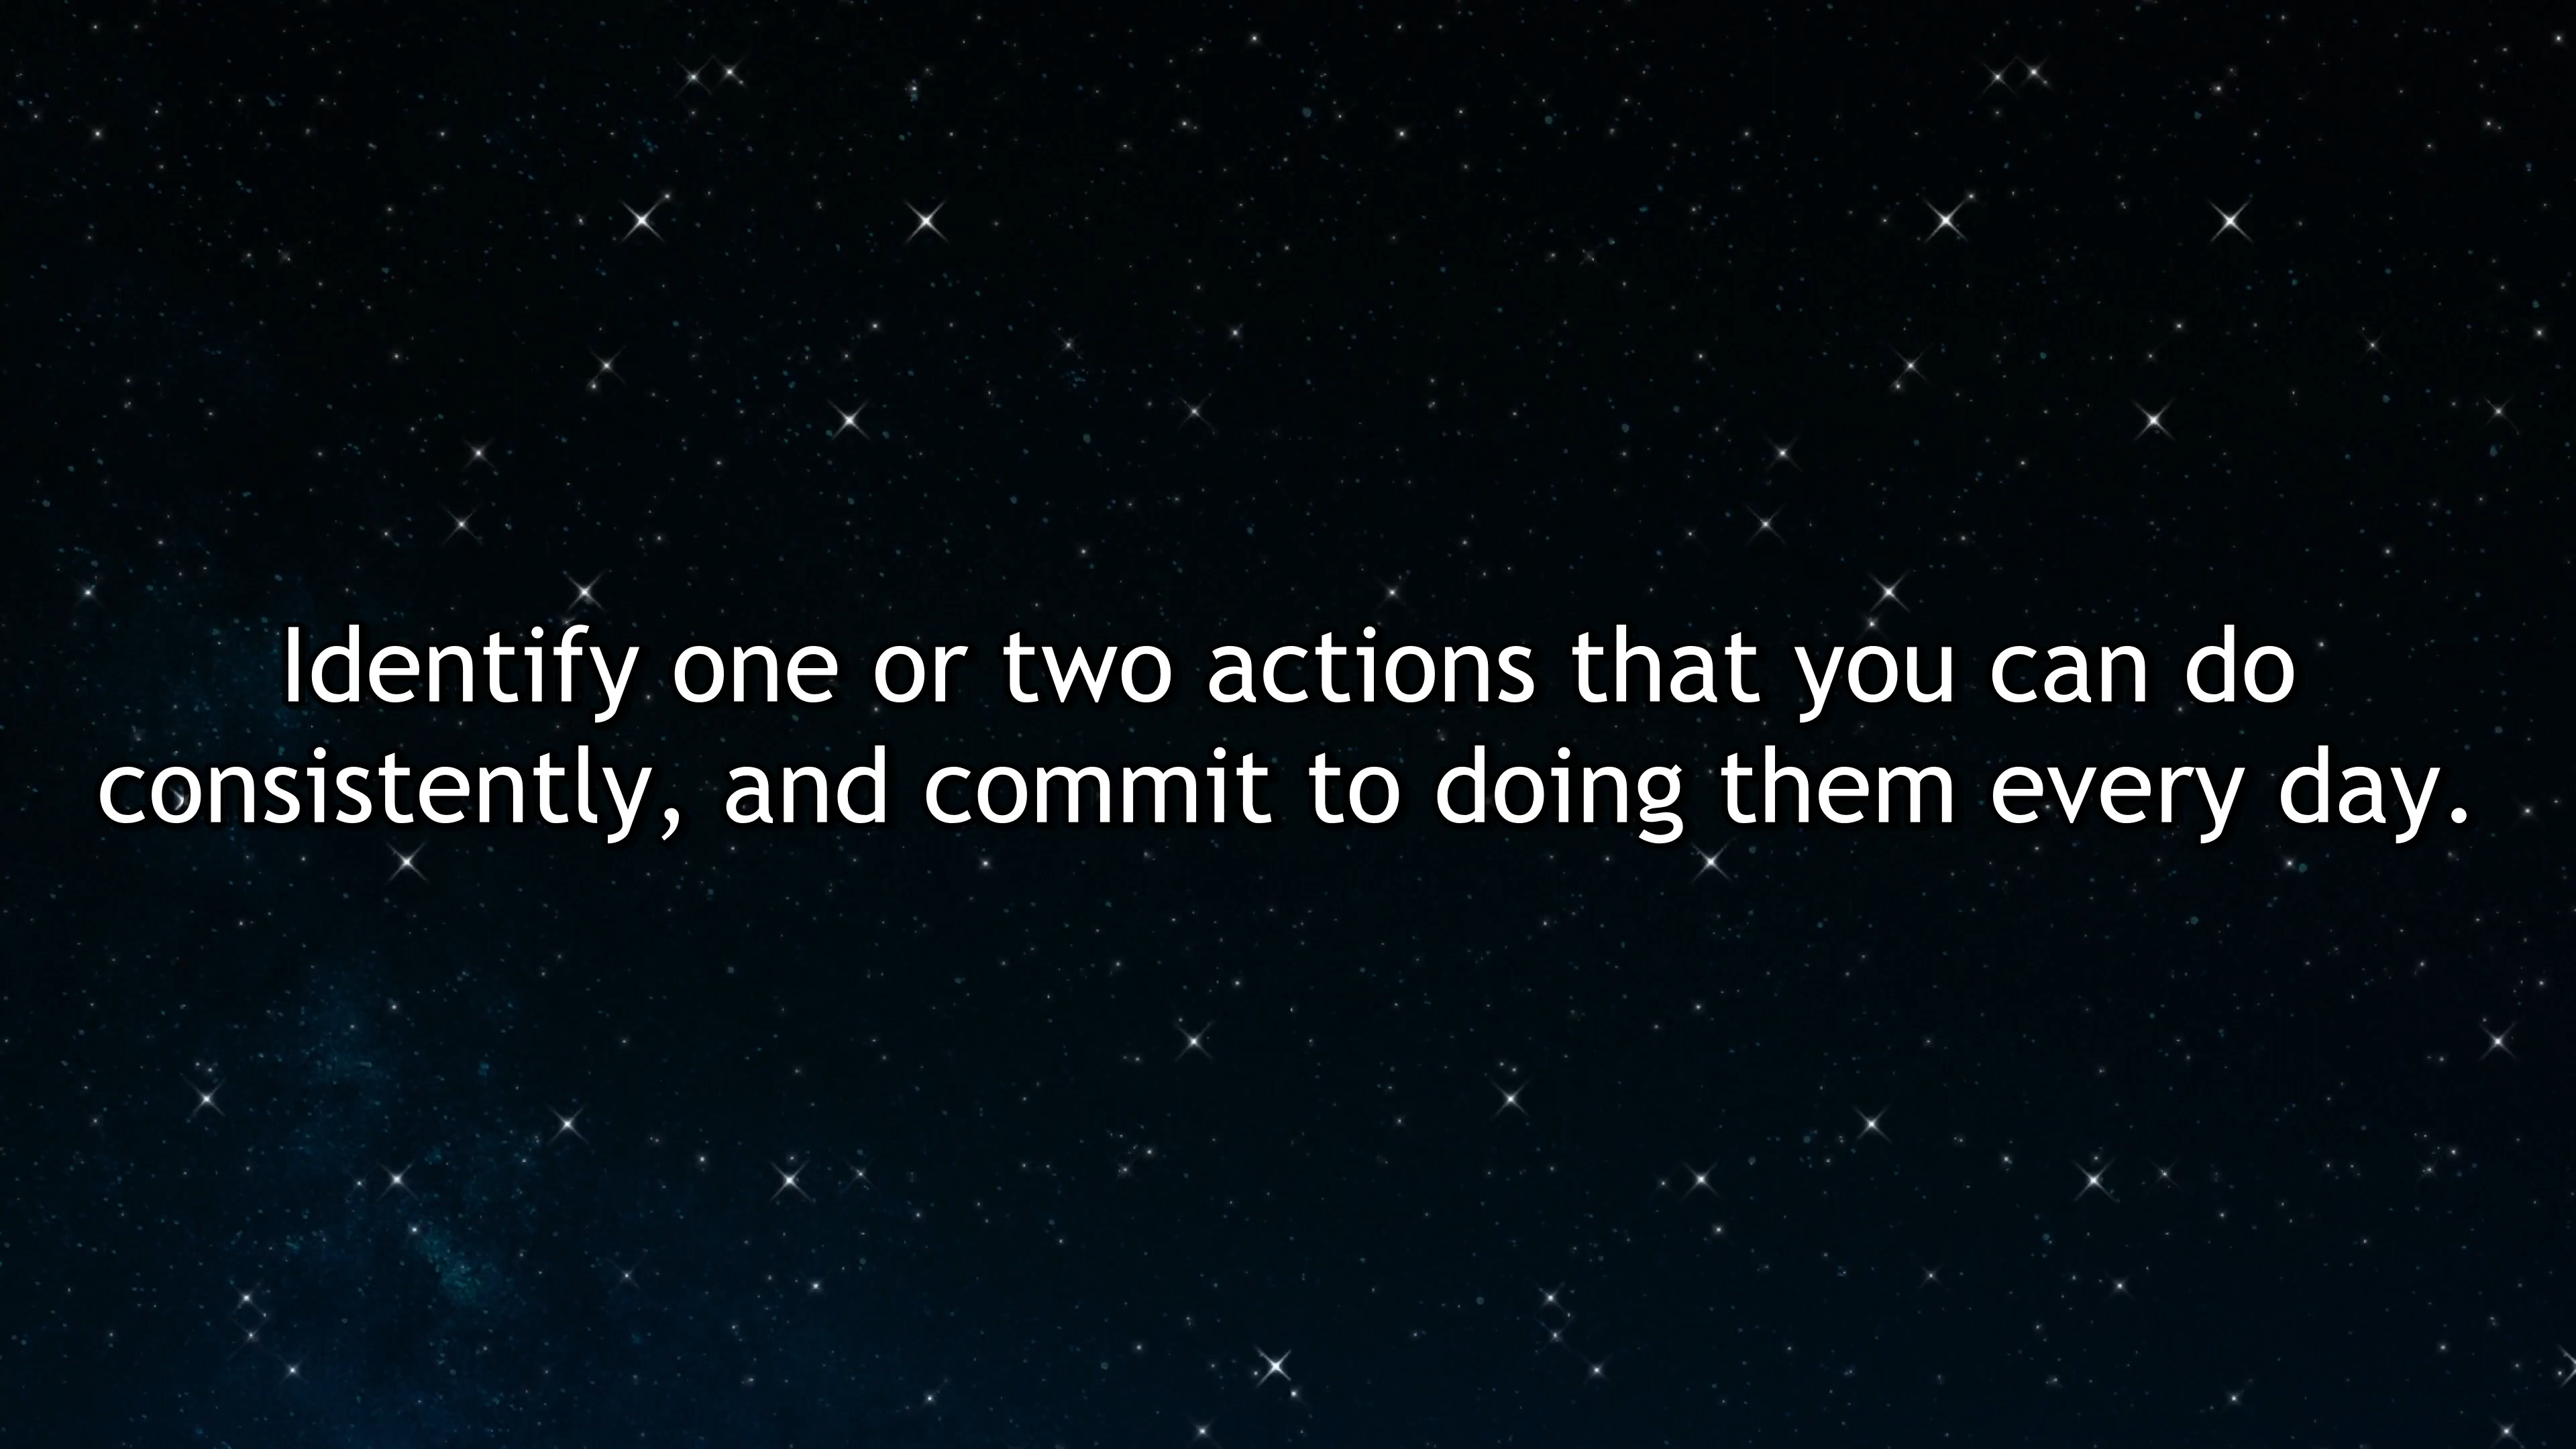 Identify one or two actions that you can do
consistently, and commit to doing them every day.